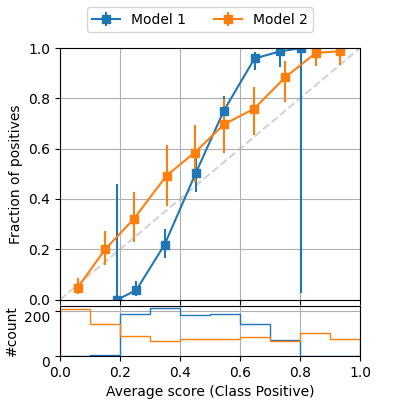 Model 1 Model 2
1.0
0.8
0.6
0.4
0.2
0.0
Fraction of positives
200
0
#count
0.0 0.2 0.4 0.6 0.8 1.0
Average score (Class Positive)